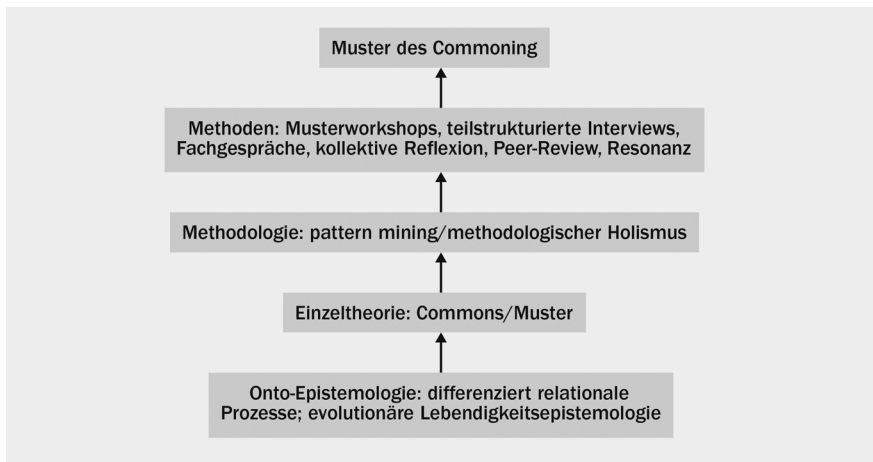 Muster des Commoning
Methoden: Musterworkshops, teilstrukturierte Interviews,
Fachgespräche, kollektive Reflexion, Peer-Review, Resonanz
Methodologie: pattern mining/methodologischer Holismus
Einzeltheorie: Commons/Muster
Onto-Epistemologie: differenziert relationale
Prozesse; evolutionäre Lebendigkeitsepistemologie